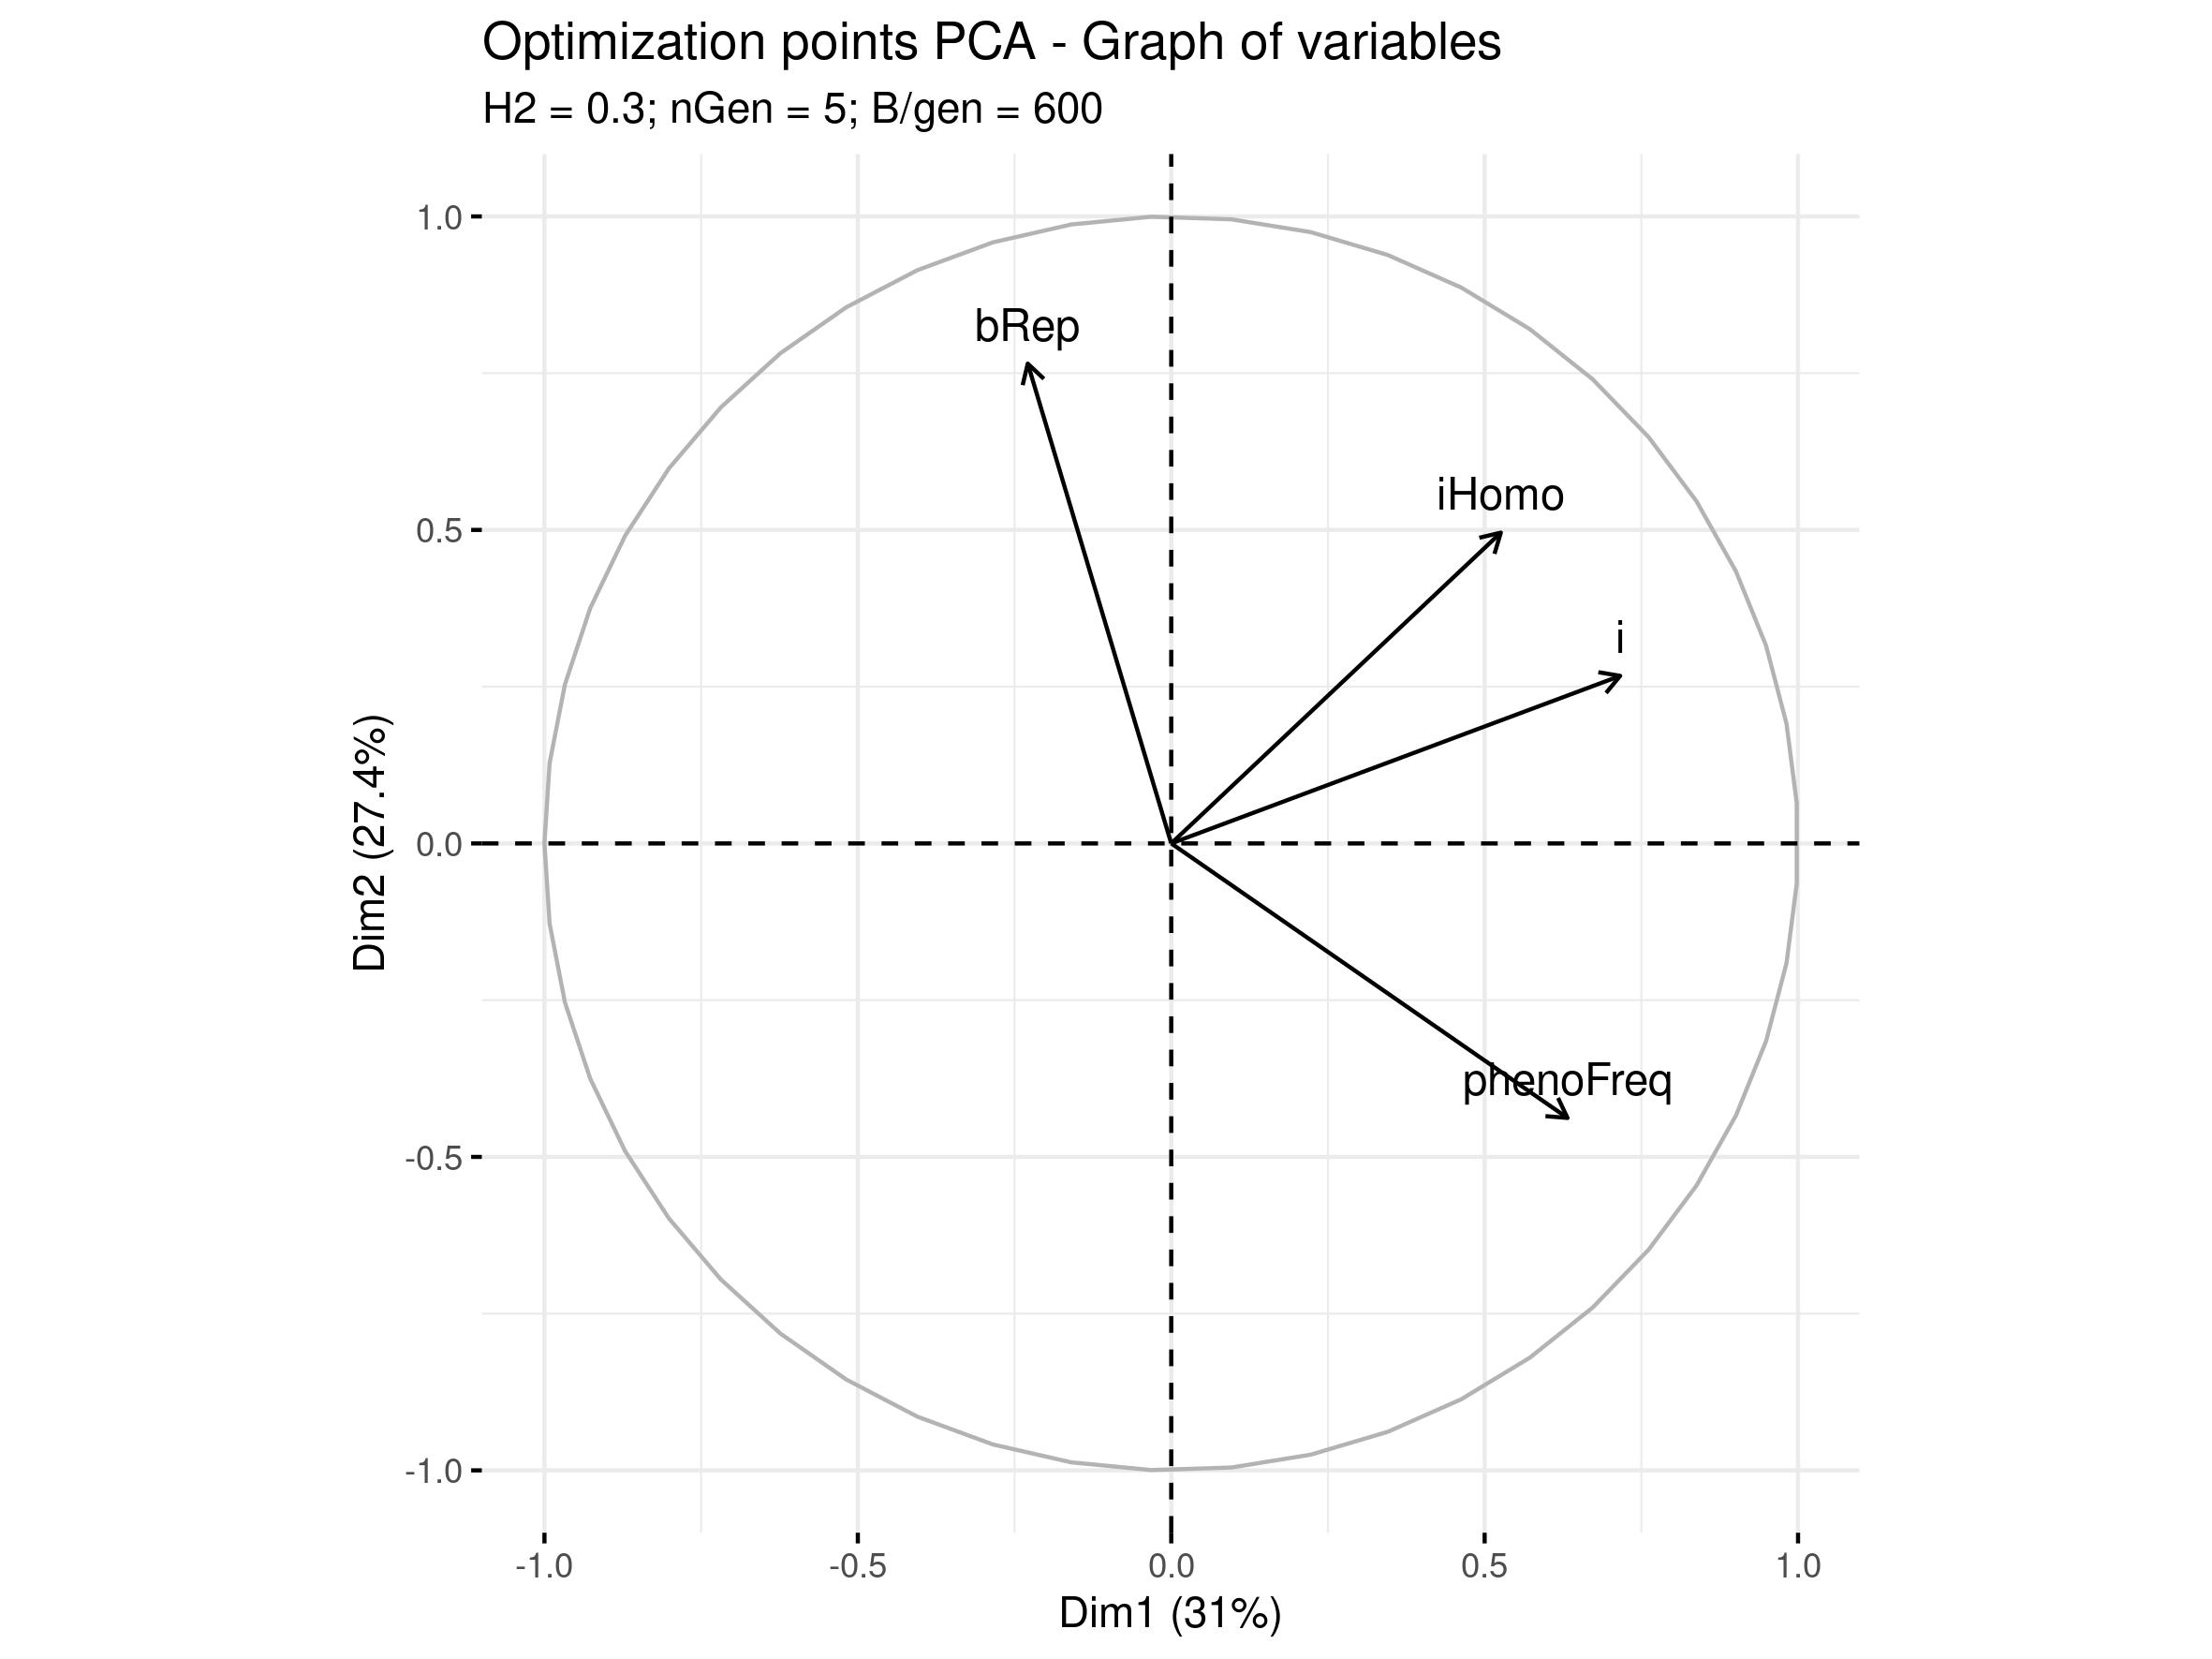 Optimization points PCA - Graph of variables
H2 = 0.3; nGen = 5; B/gen = 600
1.0
0.5
0.0
-0.5
-1.0
Dim2 (27.4%)
bRep
iHomo
i
phenoFreq
-1.0
-0.5
0.0
0.5
1.0
Dim1 (31%)